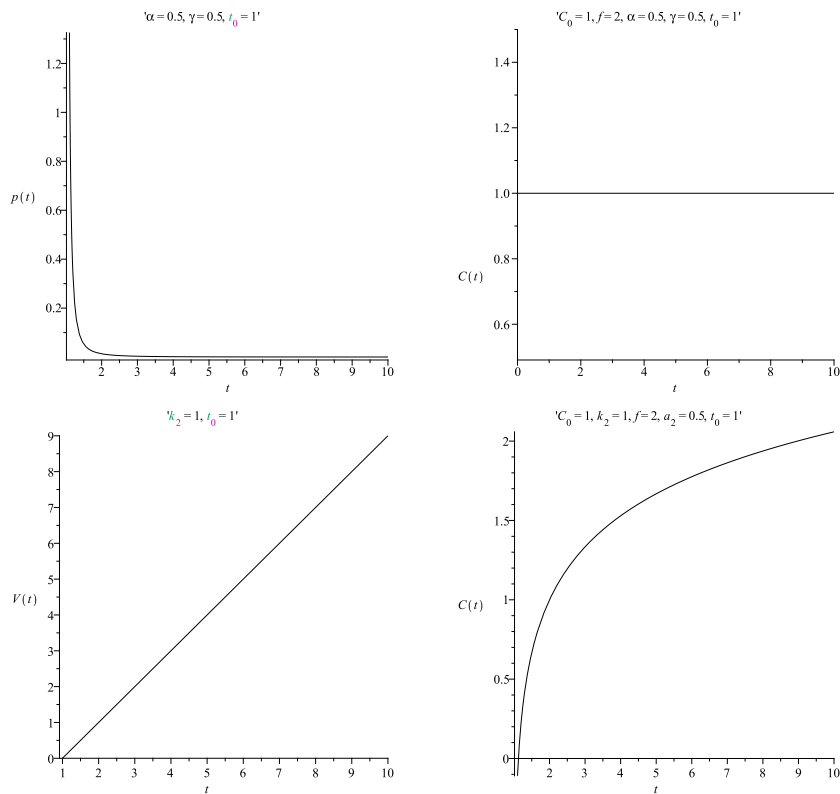 'α = 0.5, γ = 0.5, t₀ = 1'
1.2
1
0.8
p(t)
0.6
0.4
0.2
2 3 4 5 6 7 8 9 10
t
'C₀ = 1, f = 2, α = 0.5, γ = 0.5, t₀ = 1'
1.4
1.2
1.0
0.8
C(t)
0.6
0 2 4 6 8 10
t
'k₂ = 1, t₀ = 1'
9
8
7
6
5
V(t)
4
3
2
1
0
1 2 3 4 5 6 7 8 9 10
t
'C₀ = 1, k₂ = 1, f = 2, a₂ = 0.5, t₀ = 1'
2
1.5
1
C(t)
0.5
0
2 3 4 5 6 7 8 9 10
t